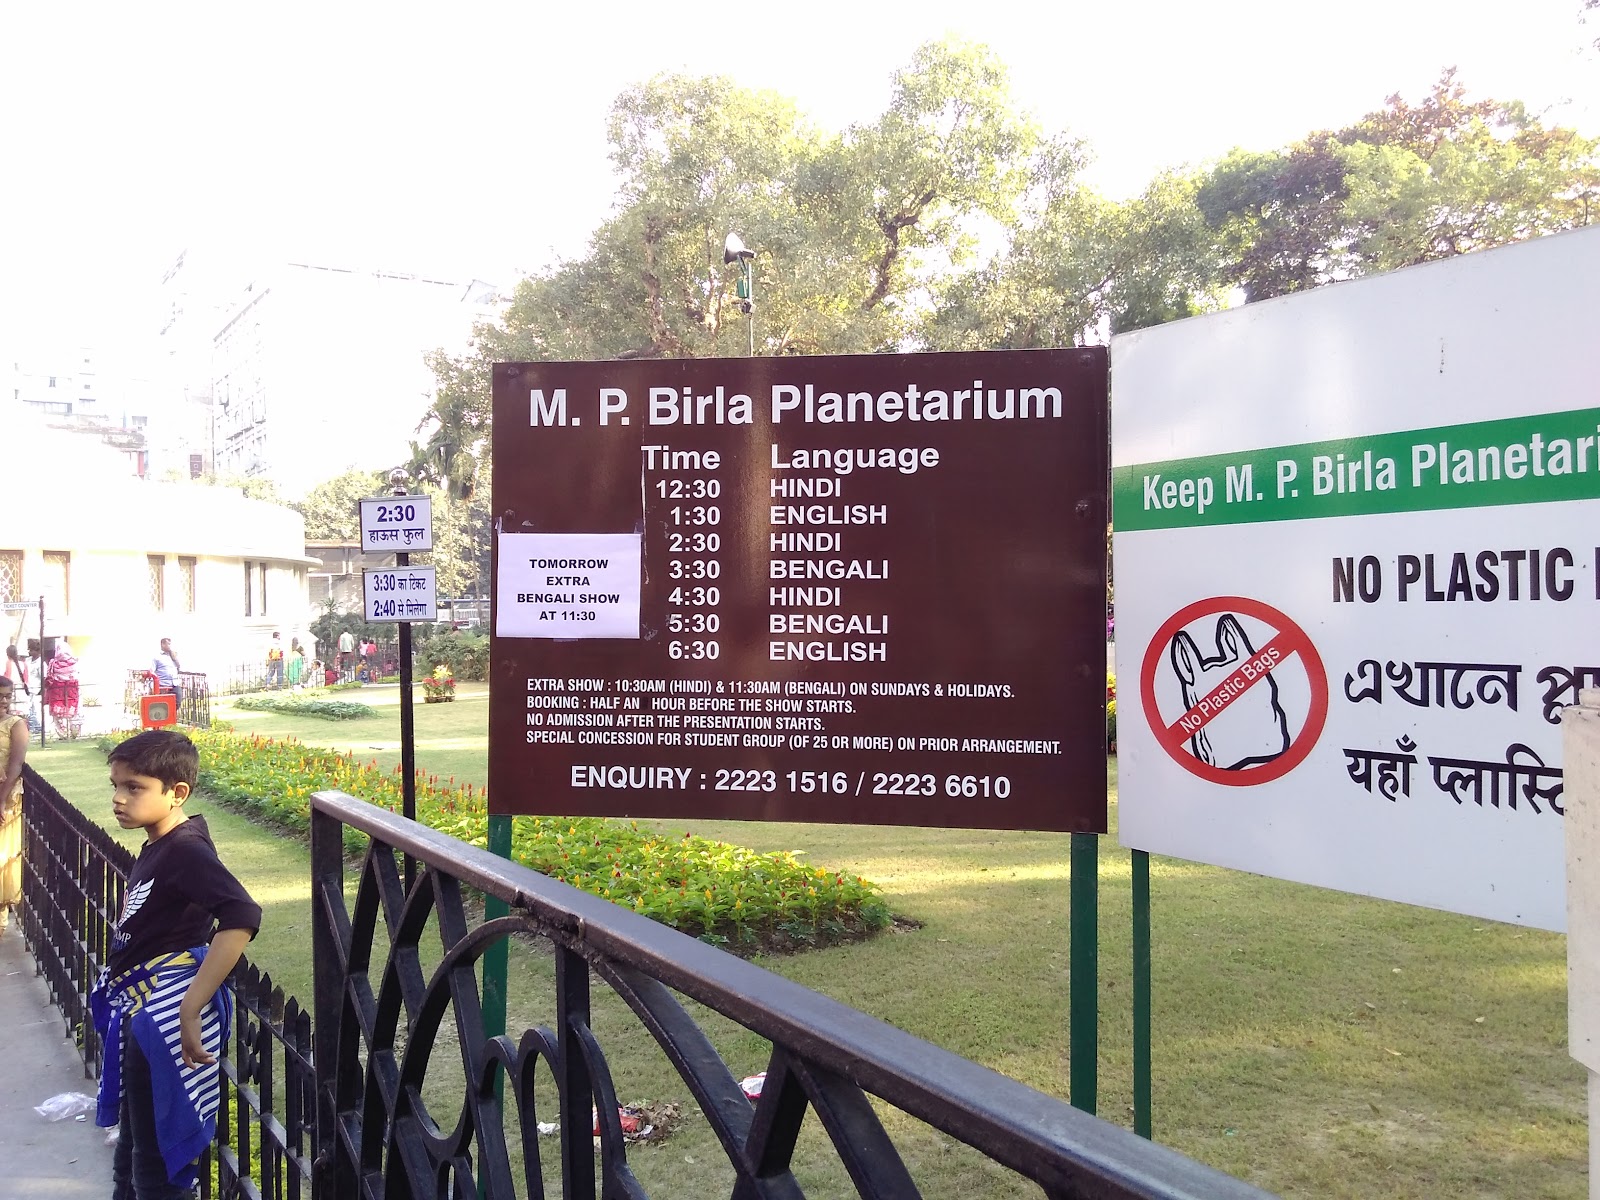 M. P. Birla Planetarium
Time Language
12:30 HINDI
1:30 ENGLISH
2:30 HINDI
3:30 BENGALI
4:30 HINDI
5:30 BENGALI
6:30 ENGLISH
TOMORROW
EXTRA
BENGALI SHOW
AT 11:30
EXTRA SHOW : 10:30AM (HINDI) & 11:30AM (BENGALI) ON SUNDAYS & HOLIDAYS.
BOOKING : HALF AN HOUR BEFORE THE SHOW STARTS.
NO ADMISSION AFTER THE PRESENTATION STARTS.
SPECIAL CONCESSION FOR STUDENT GROUP (OF 25 OR MORE) ON PRIOR ARRANGEMENT.
ENQUIRY : 2223 1516 / 2223 6610
2:30
हाऊस फुल
3:30 का टिकट
2:40 से मिलेगा
TICKET COUNTER
Keep M. P. Birla Planetari
NO PLASTIC
No Plastic Bags
এখানে
यहाँ प्लास्टि